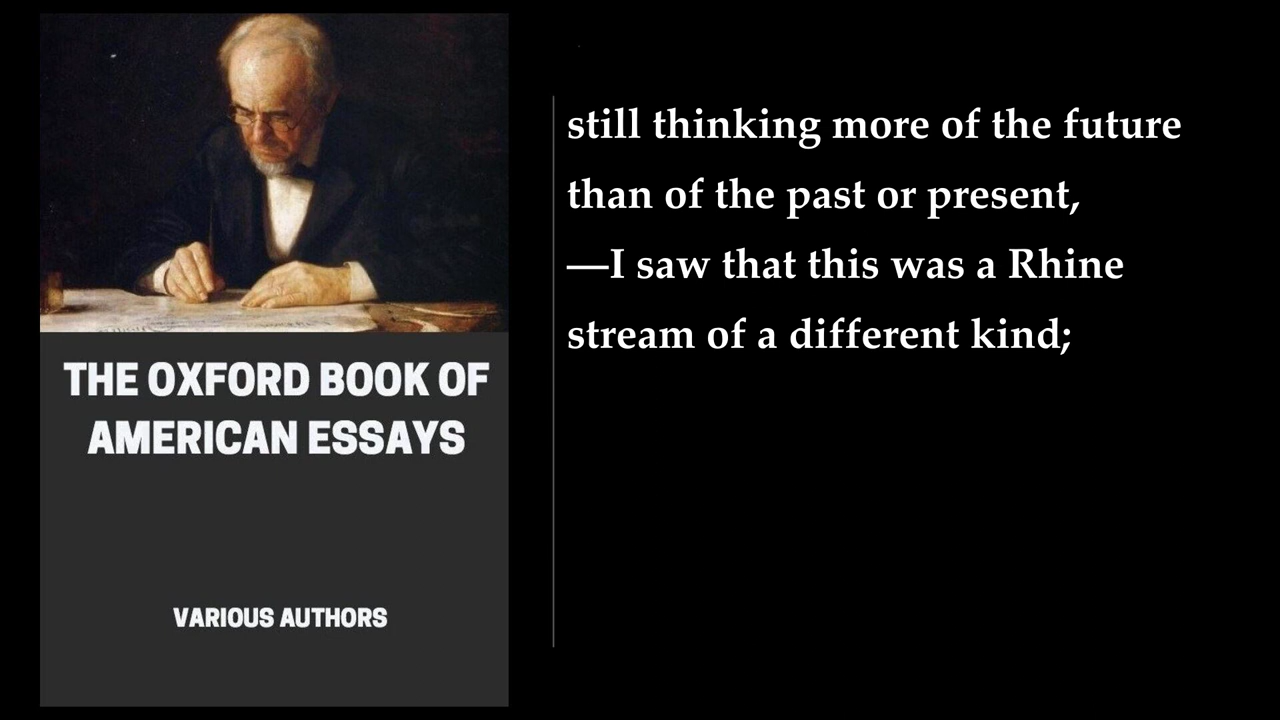 THE OXFORD BOOK OF
AMERICAN ESSAYS
VARIOUS AUTHORS
still thinking more of the future
than of the past or present,
—I saw that this was a Rhine
stream of a different kind;